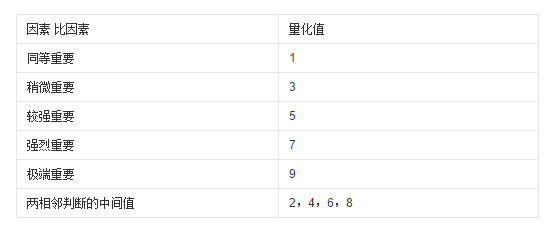 因素 比因素 量化值
同等重要 1
稍微重要 3
较强重要 5
强烈重要 7
极端重要 9
两相邻判断的中间值 2，4，6，8